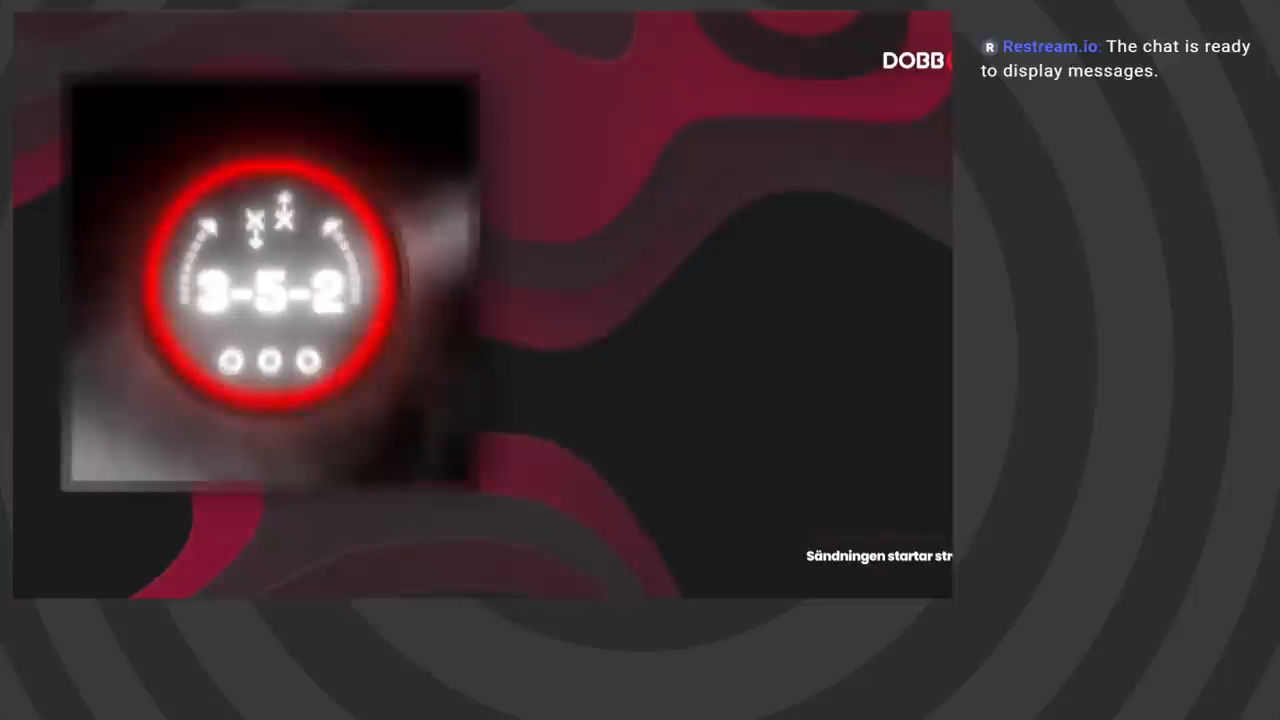 DOBB
R Restream.io: The chat is ready
to display messages.
3-5-2
Sändningen startar str